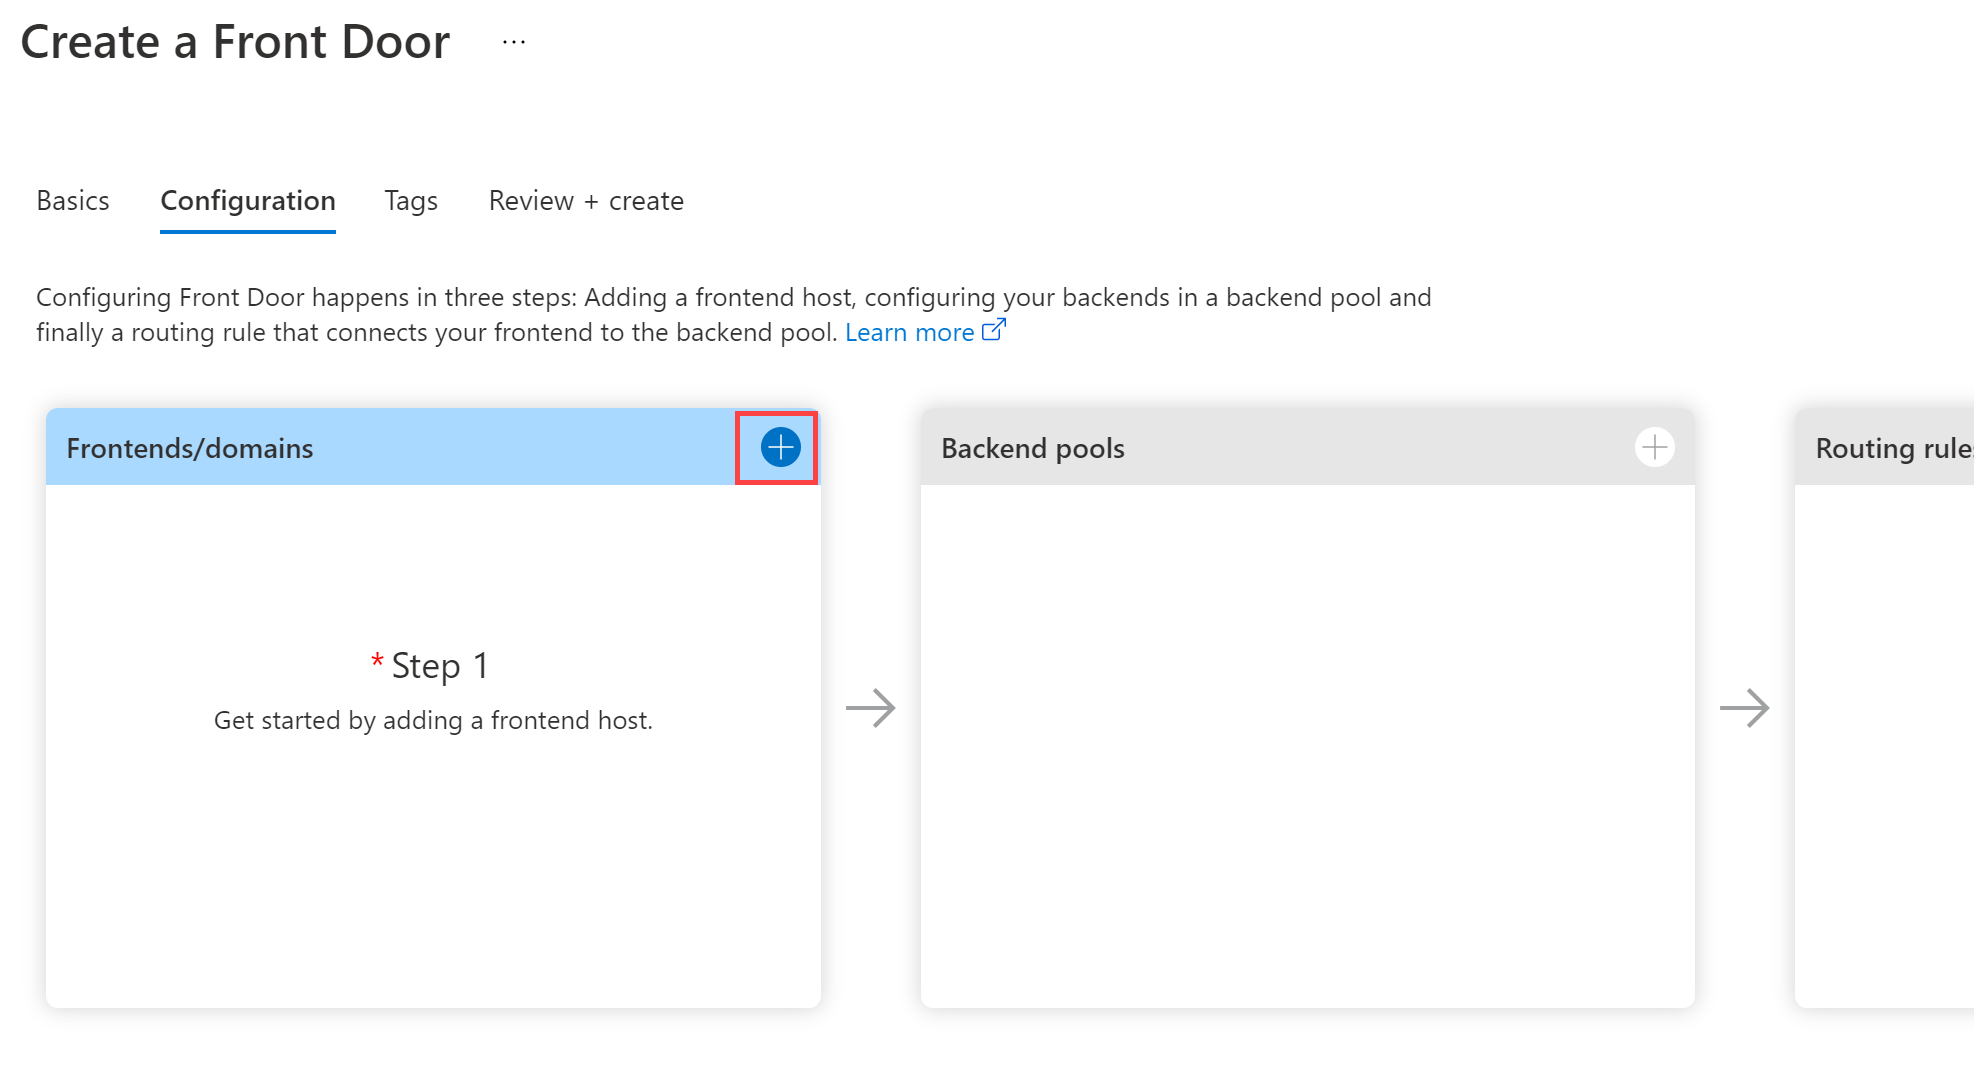 Create a Front Door ...
Basics Configuration Tags Review + create
Configuring Front Door happens in three steps: Adding a frontend host, configuring your backends in a backend pool and
finally a routing rule that connects your frontend to the backend pool. Learn more
Frontends/domains
* Step 1
Get started by adding a frontend host.
Backend pools
Routing rules